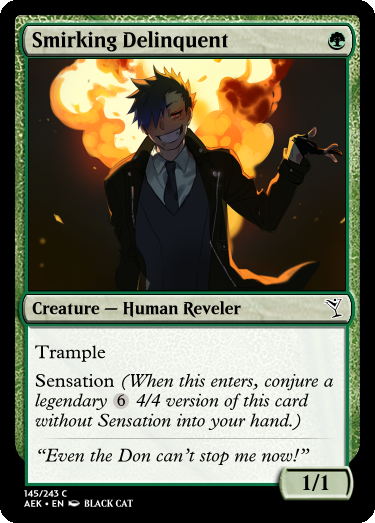 Smirking Delinquent
Creature — Human Reveler
Trample
Sensation (When this enters, conjure a
legendary 6 4/4 version of this card
without Sensation into your hand.)
“Even the Don can’t stop me now!”
1/1
145/243 C
AEK • EN BLACK CAT